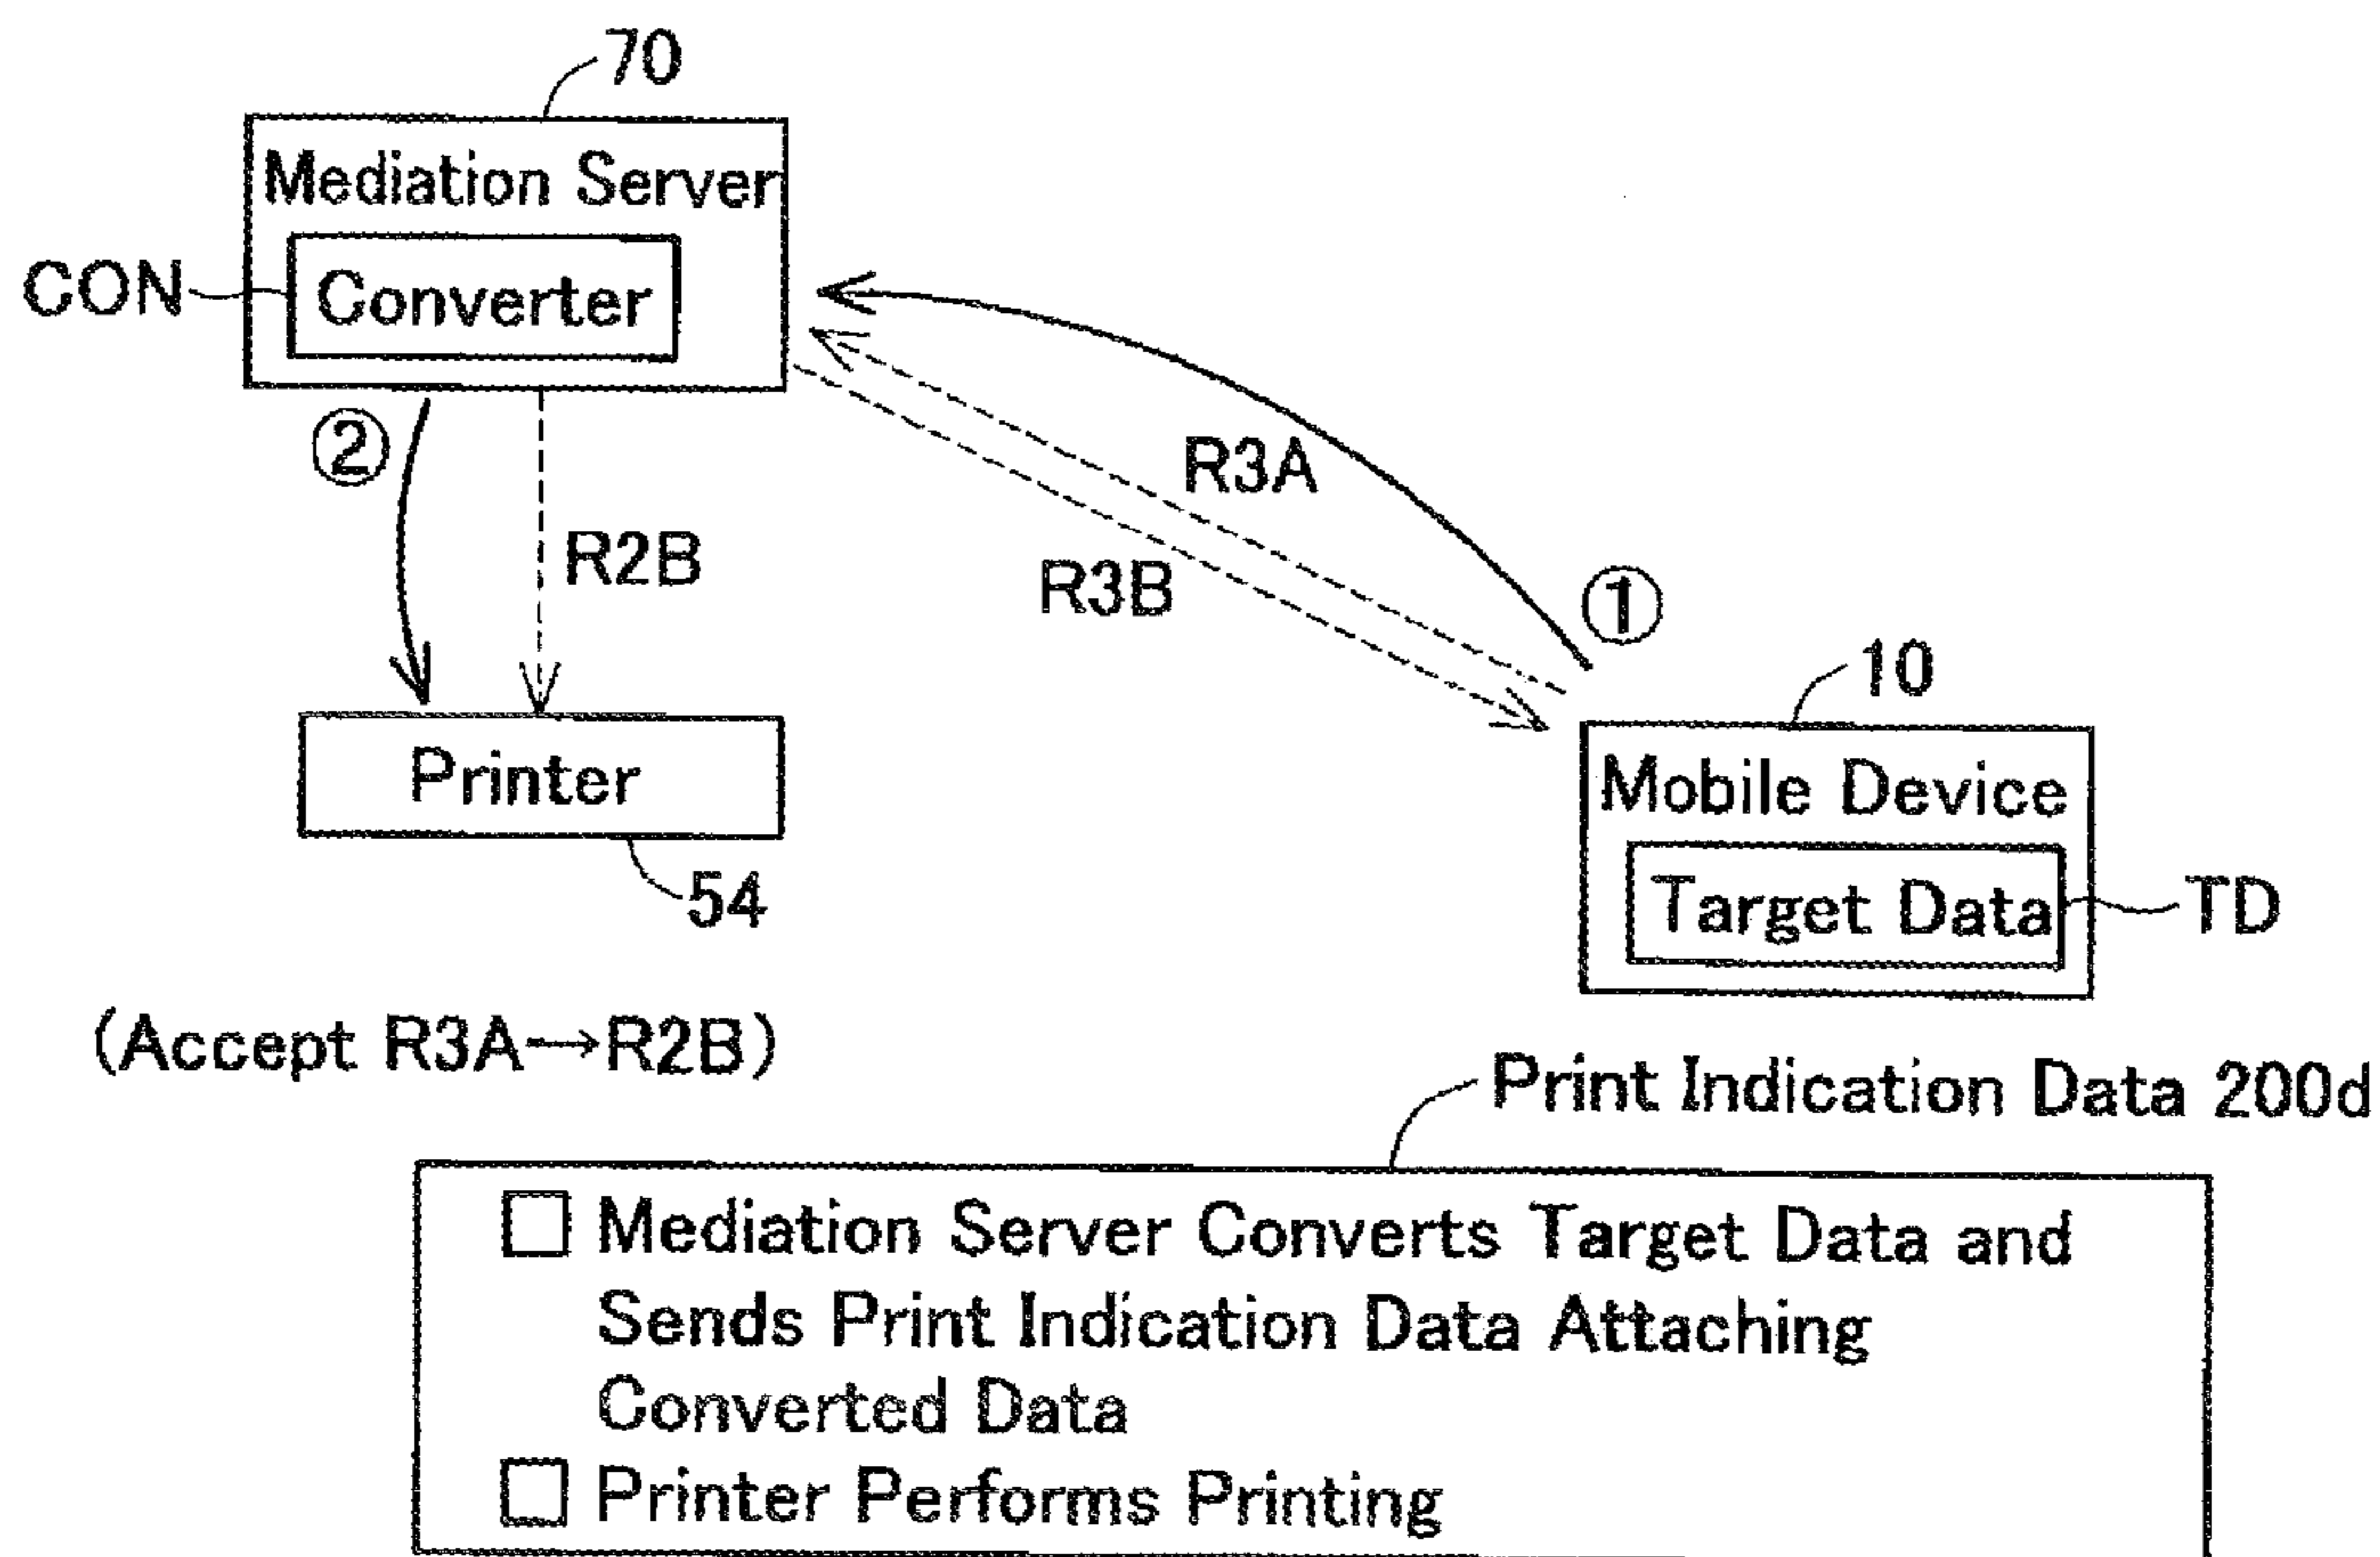 70
Mediation Server
CON
Converter
②
R2B
R3A
R3B
①
10
Printer
54
Mobile Device
Target Data
TD
(Accept R3A→R2B)
Print Indication Data 200d
□ Mediation Server Converts Target Data and
Sends Print Indication Data Attaching
Converted Data
□ Printer Performs Printing